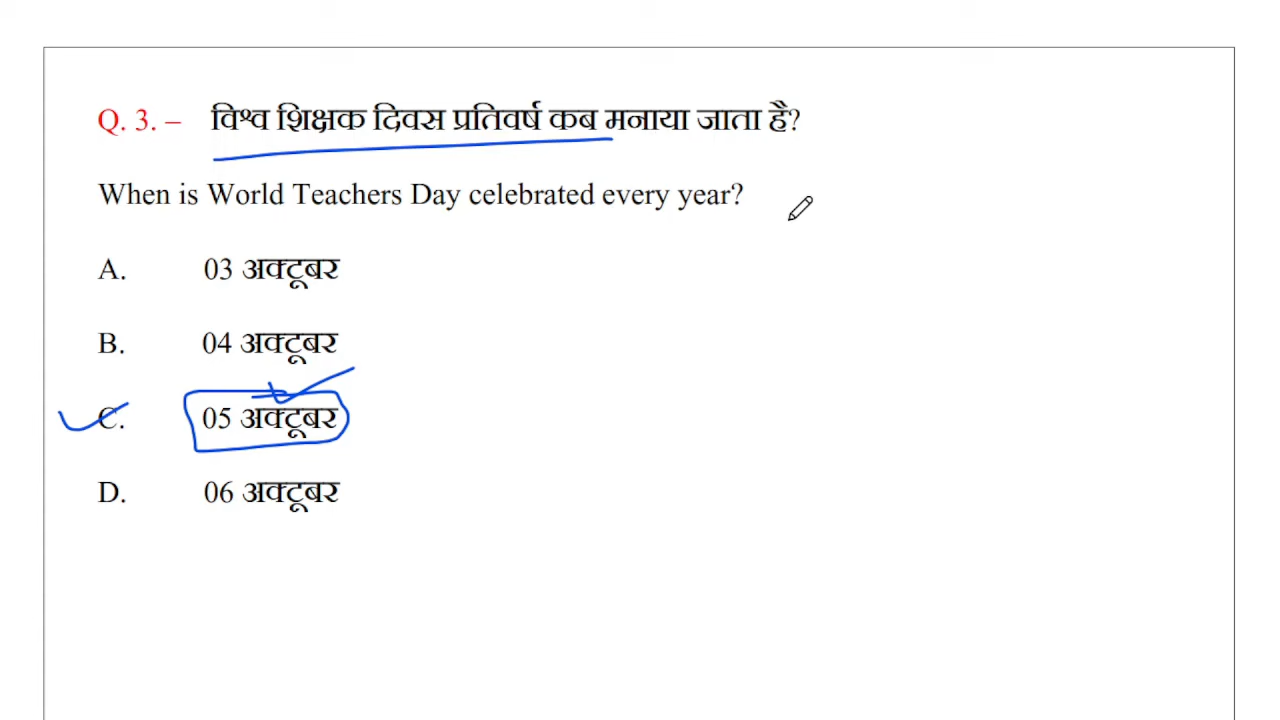 Q. 3. – विश्व शिक्षक दिवस प्रतिवर्ष कब मनाया जाता है?
When is World Teachers Day celebrated every year?
A. 03 अक्टूबर
B. 04 अक्टूबर
C. 05 अक्टूबर
D. 06 अक्टूबर